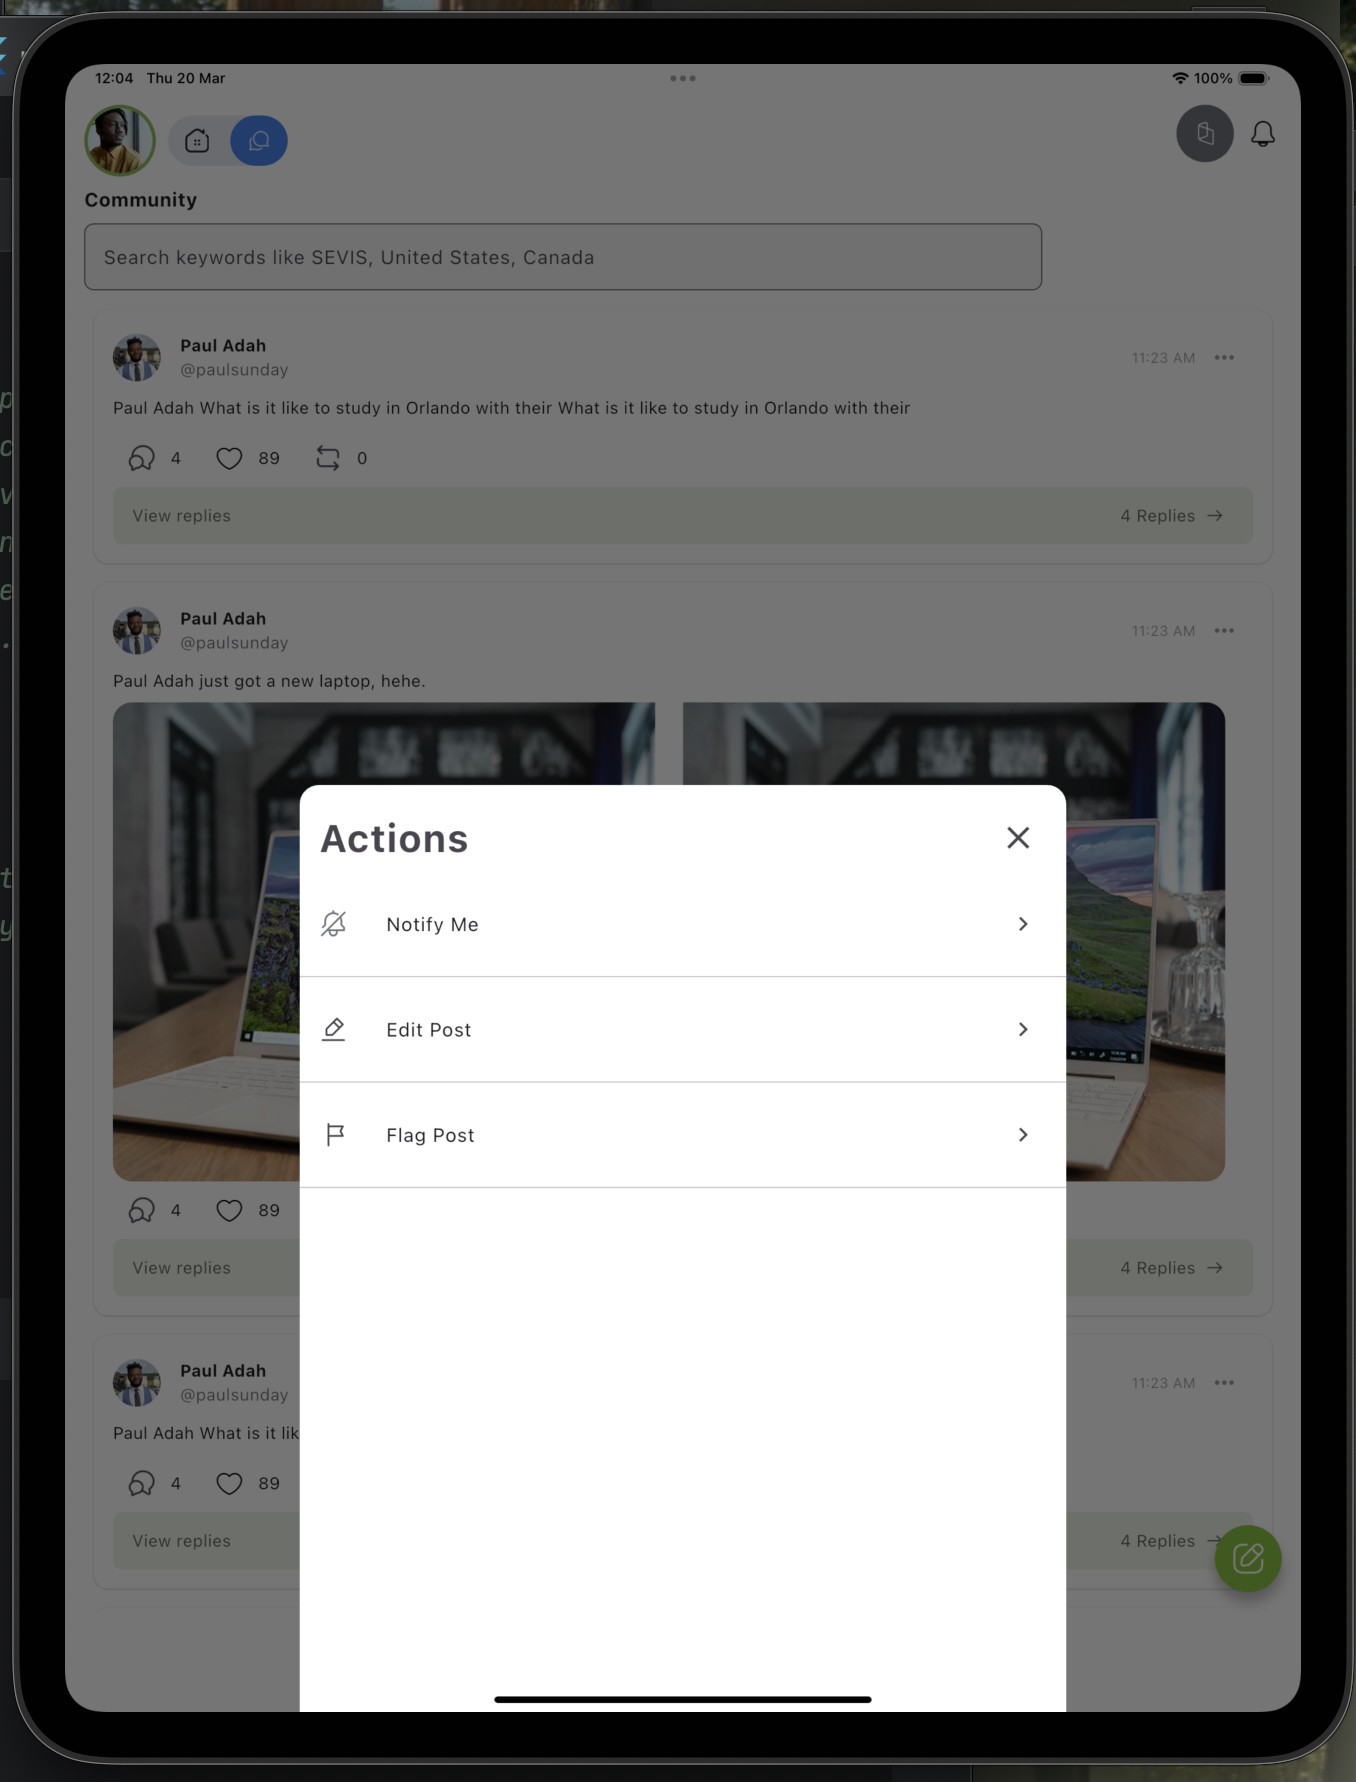 12:04 Thu 20 Mar
100%
Community
Search keywords like SEVIS, United States, Canada
Paul Adah
@paulsunday
11:23 AM
Paul Adah What is it like to study in Orlando with their What is it like to study in Orlando with their
4 89 0
View replies
4 Replies
Paul Adah
@paulsunday
11:23 AM
Paul Adah just got a new laptop, hehe.
Actions
Notify Me
Edit Post
Flag Post
4 89
View replies
4 Replies
Paul Adah
@paulsunday
11:23 AM
Paul Adah What is it lik
4 89
View replies
4 Replies